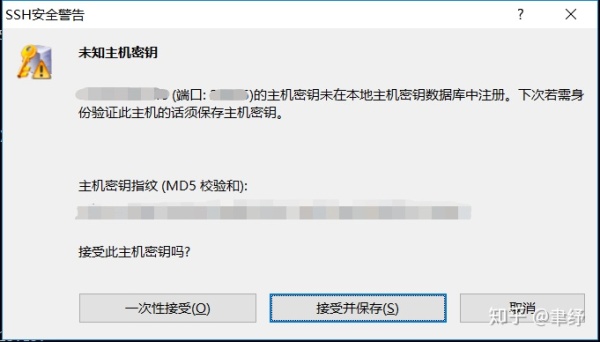 SSH安全警告
未知主机密钥
(端口: )的主机密钥未在本地主机密钥数据库中注册。下次若需身
份验证此主机的话须保存主机密钥。
主机密钥指纹 (MD5 校验和):
接受此主机密钥吗?
一次性接受(O)
接受并保存(S)
取消
知乎 @聿纾